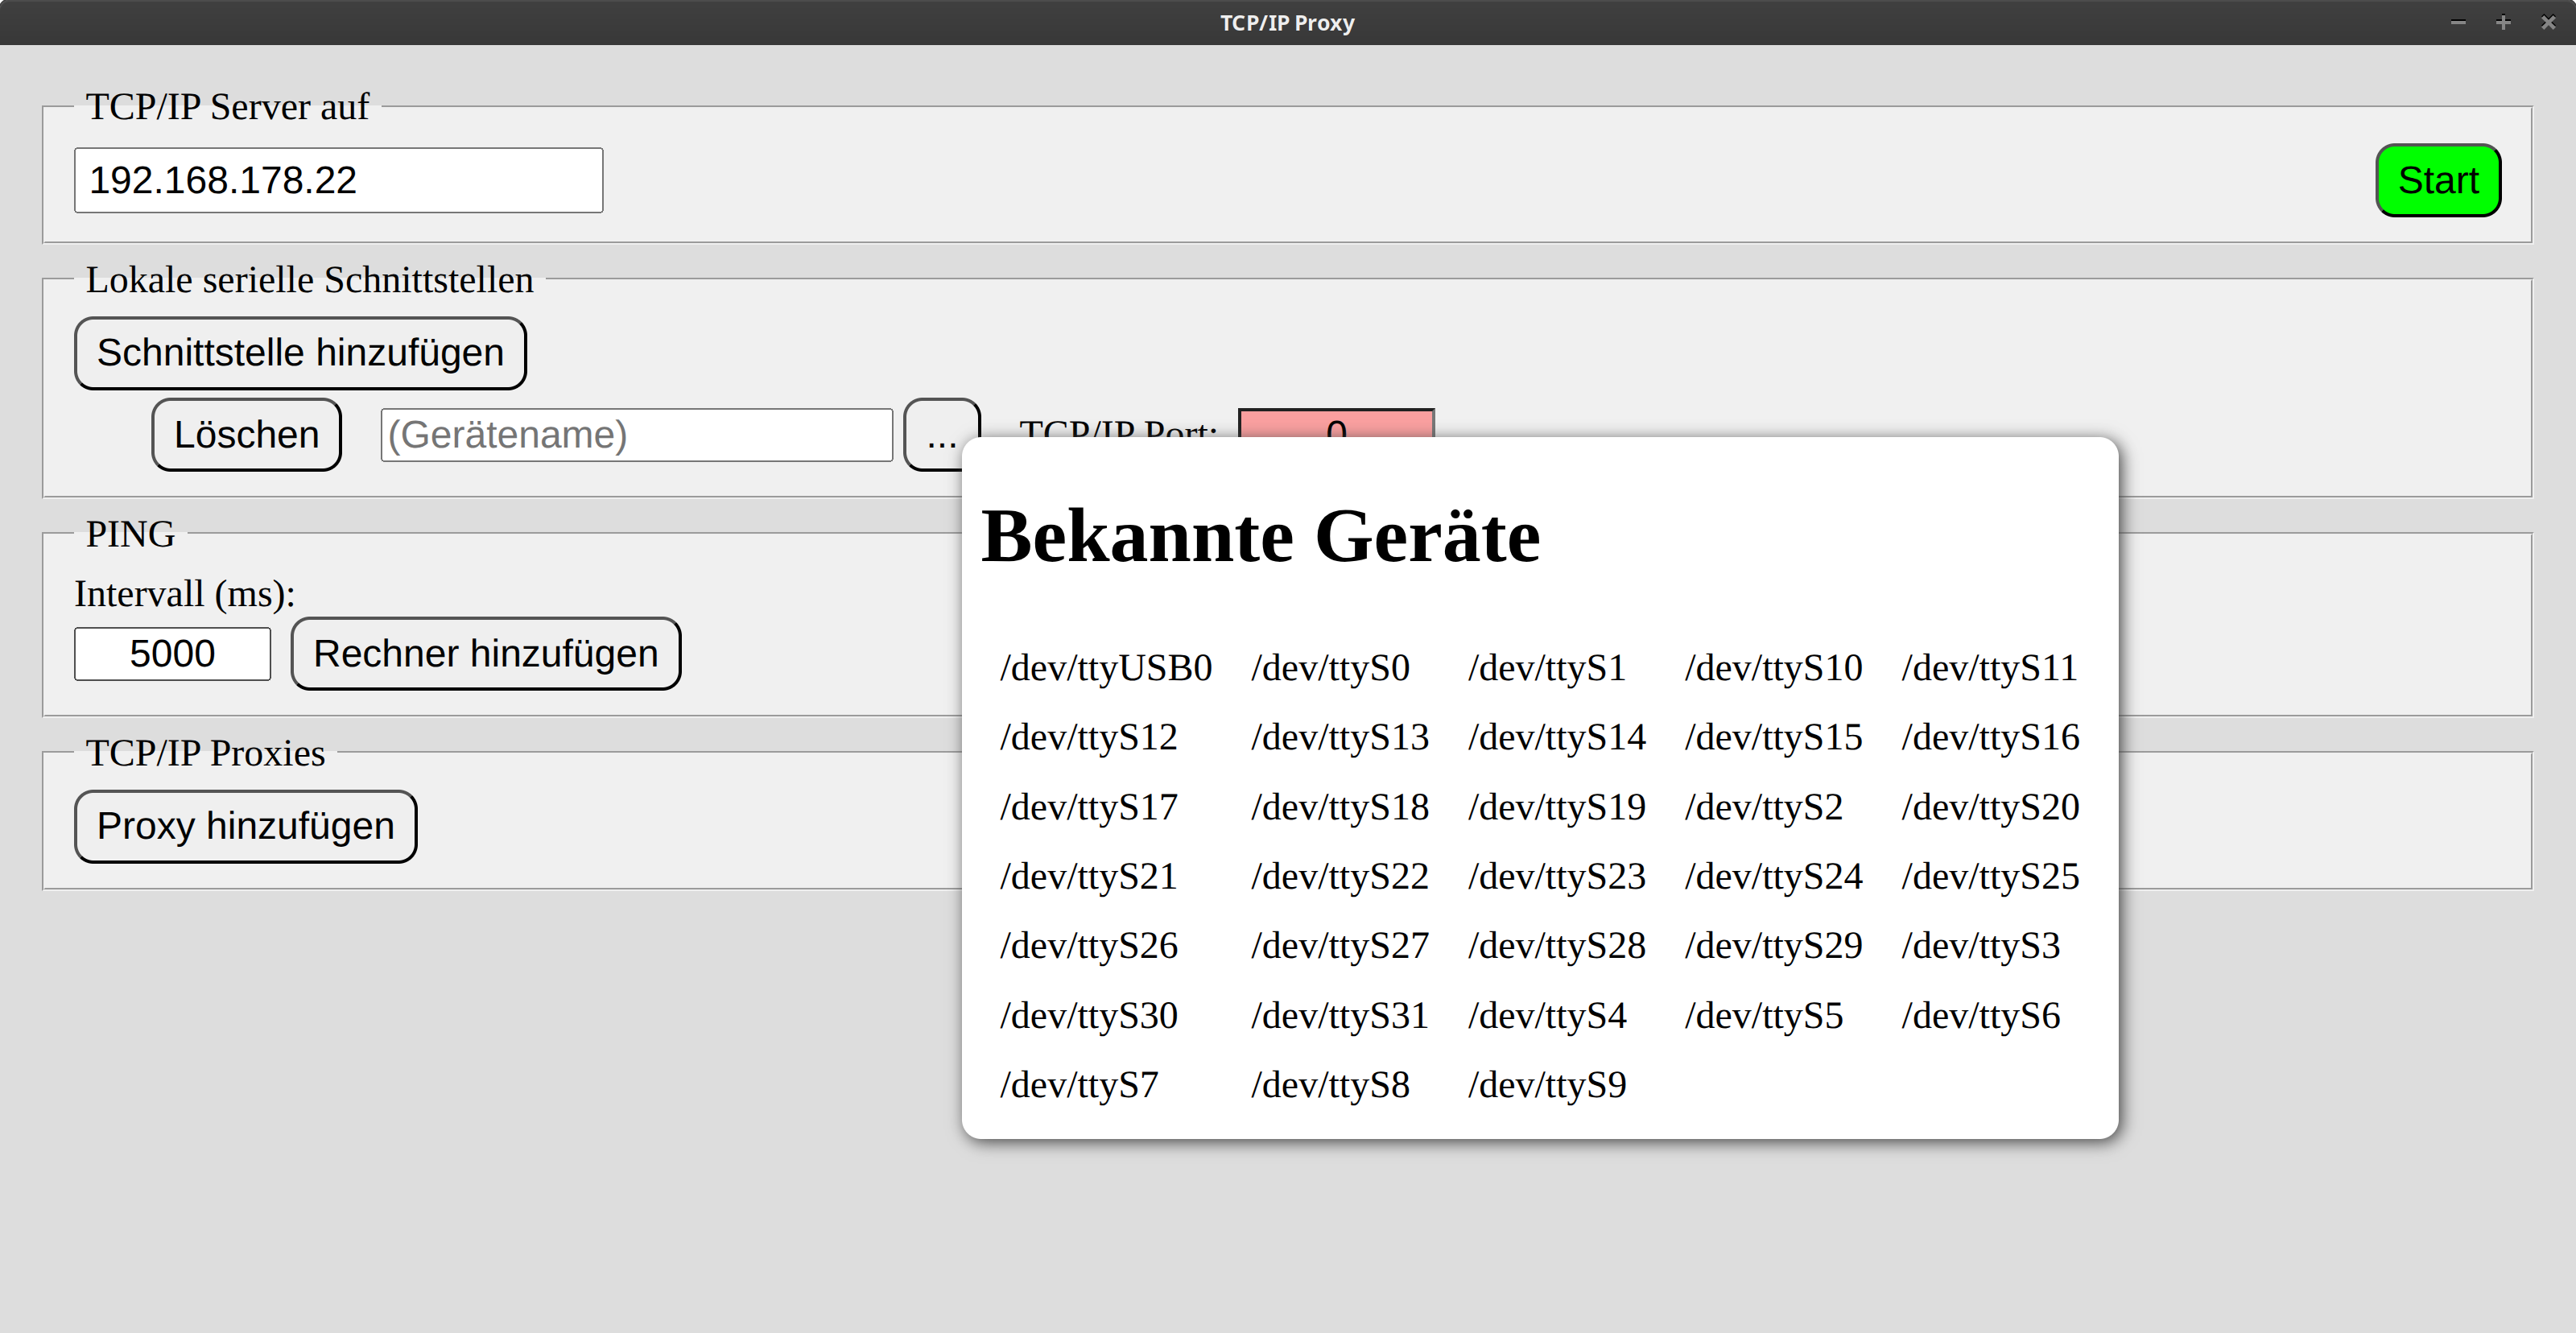 TCP/IP Proxy
TCP/IP Server auf
192.168.178.22
Start
Lokale serielle Schnittstellen
Schnittstelle hinzufügen
Löschen (Gerätename) ... TCP/IP Port: 0
Bekannte Geräte
/dev/ttyUSB0 /dev/ttyS0 /dev/ttyS1 /dev/ttyS10 /dev/ttyS11
/dev/ttyS12 /dev/ttyS13 /dev/ttyS14 /dev/ttyS15 /dev/ttyS16
/dev/ttyS17 /dev/ttyS18 /dev/ttyS19 /dev/ttyS2 /dev/ttyS20
/dev/ttyS21 /dev/ttyS22 /dev/ttyS23 /dev/ttyS24 /dev/ttyS25
/dev/ttyS26 /dev/ttyS27 /dev/ttyS28 /dev/ttyS29 /dev/ttyS3
/dev/ttyS30 /dev/ttyS31 /dev/ttyS4 /dev/ttyS5 /dev/ttyS6
/dev/ttyS7 /dev/ttyS8 /dev/ttyS9
PING
Intervall (ms):
5000 Rechner hinzufügen
TCP/IP Proxies
Proxy hinzufügen